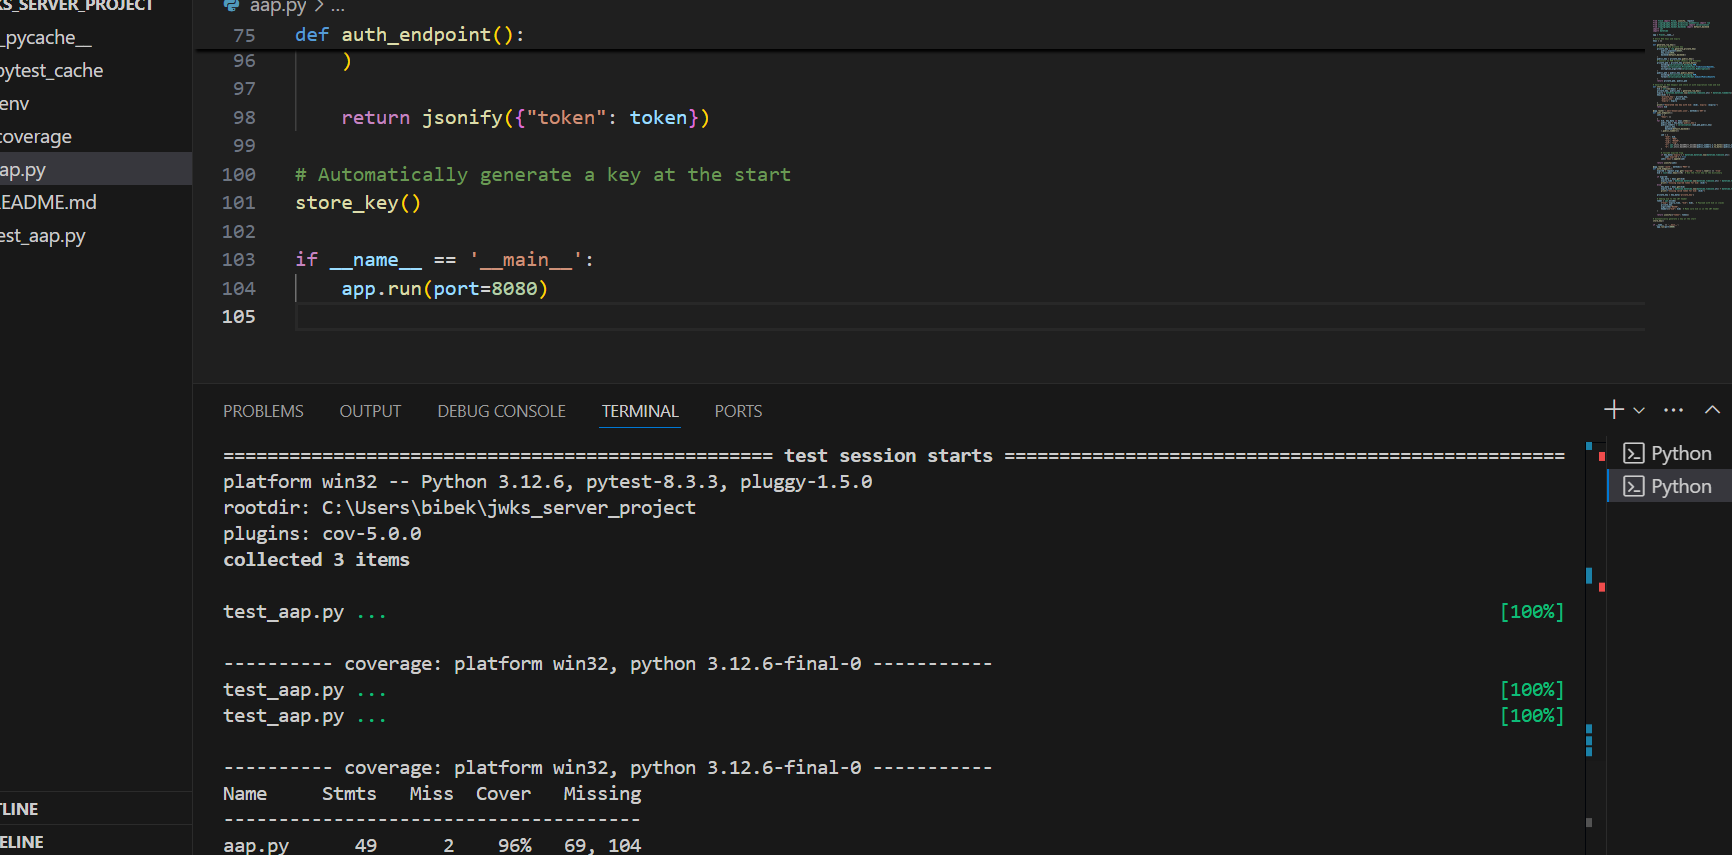 KS_SERVER_PROJECT
_pycache__
pytest_cache
env
coverage
aap.py
README.md
est_aap.py
TLINE
ELINE
aap.py > ...
75 def auth_endpoint():
96 )
97
98 return jsonify({"token": token})
99
100 # Automatically generate a key at the start
101 store_key()
102
103 if __name__ == '__main__':
104 app.run(port=8080)
105
PROBLEMS OUTPUT DEBUG CONSOLE TERMINAL PORTS
================================================== test session starts ===================================================
platform win32 -- Python 3.12.6, pytest-8.3.3, pluggy-1.5.0
rootdir: C:\Users\bibek\jwks_server_project
plugins: cov-5.0.0
collected 3 items
test_aap.py ... [100%]
---------- coverage: platform win32, python 3.12.6-final-0 -----------
test_aap.py ... [100%]
test_aap.py ... [100%]
---------- coverage: platform win32, python 3.12.6-final-0 -----------
Name Stmts Miss Cover Missing
--------------------------------------
aap.py 49 2 96% 69, 104
Python
Python